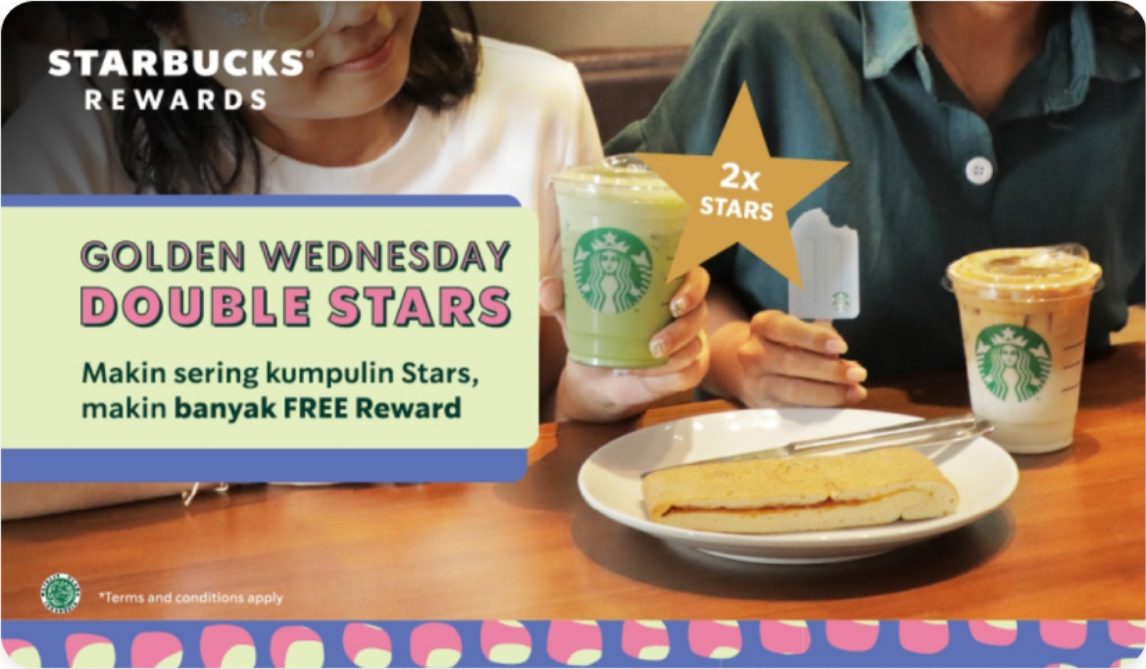 STARBUCKS®
REWARDS
2x
STARS
GOLDEN WEDNESDAY
DOUBLE STARS
Makin sering kumpulin Stars,
makin banyak FREE Reward
*Terms and conditions apply